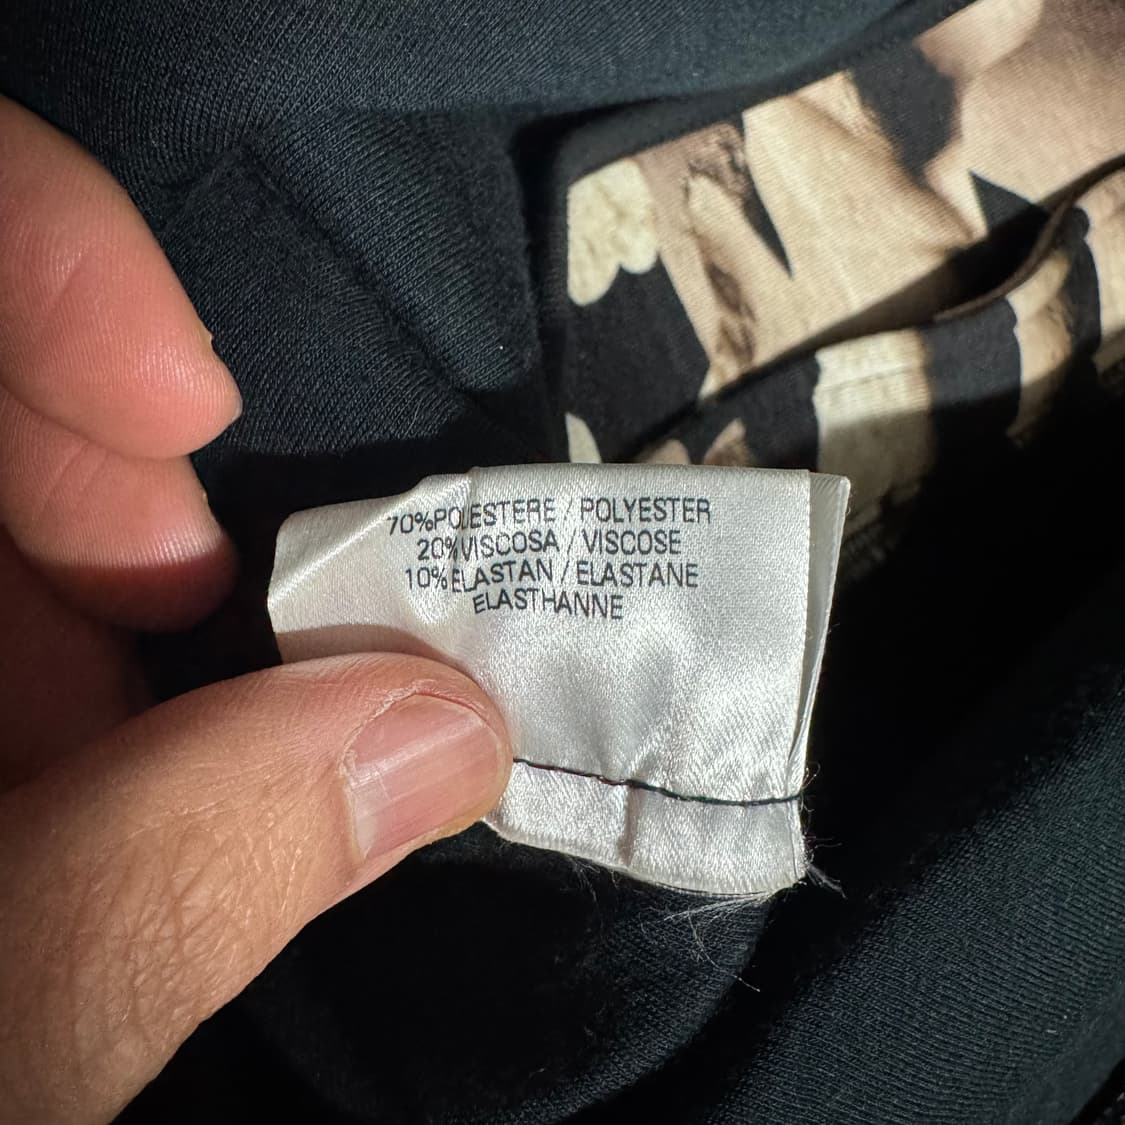 70%POLIESTERE / POLYESTER
20%VISCOSA / VISCOSE
10%ELASTAN / ELASTANE
ELASTHANNE